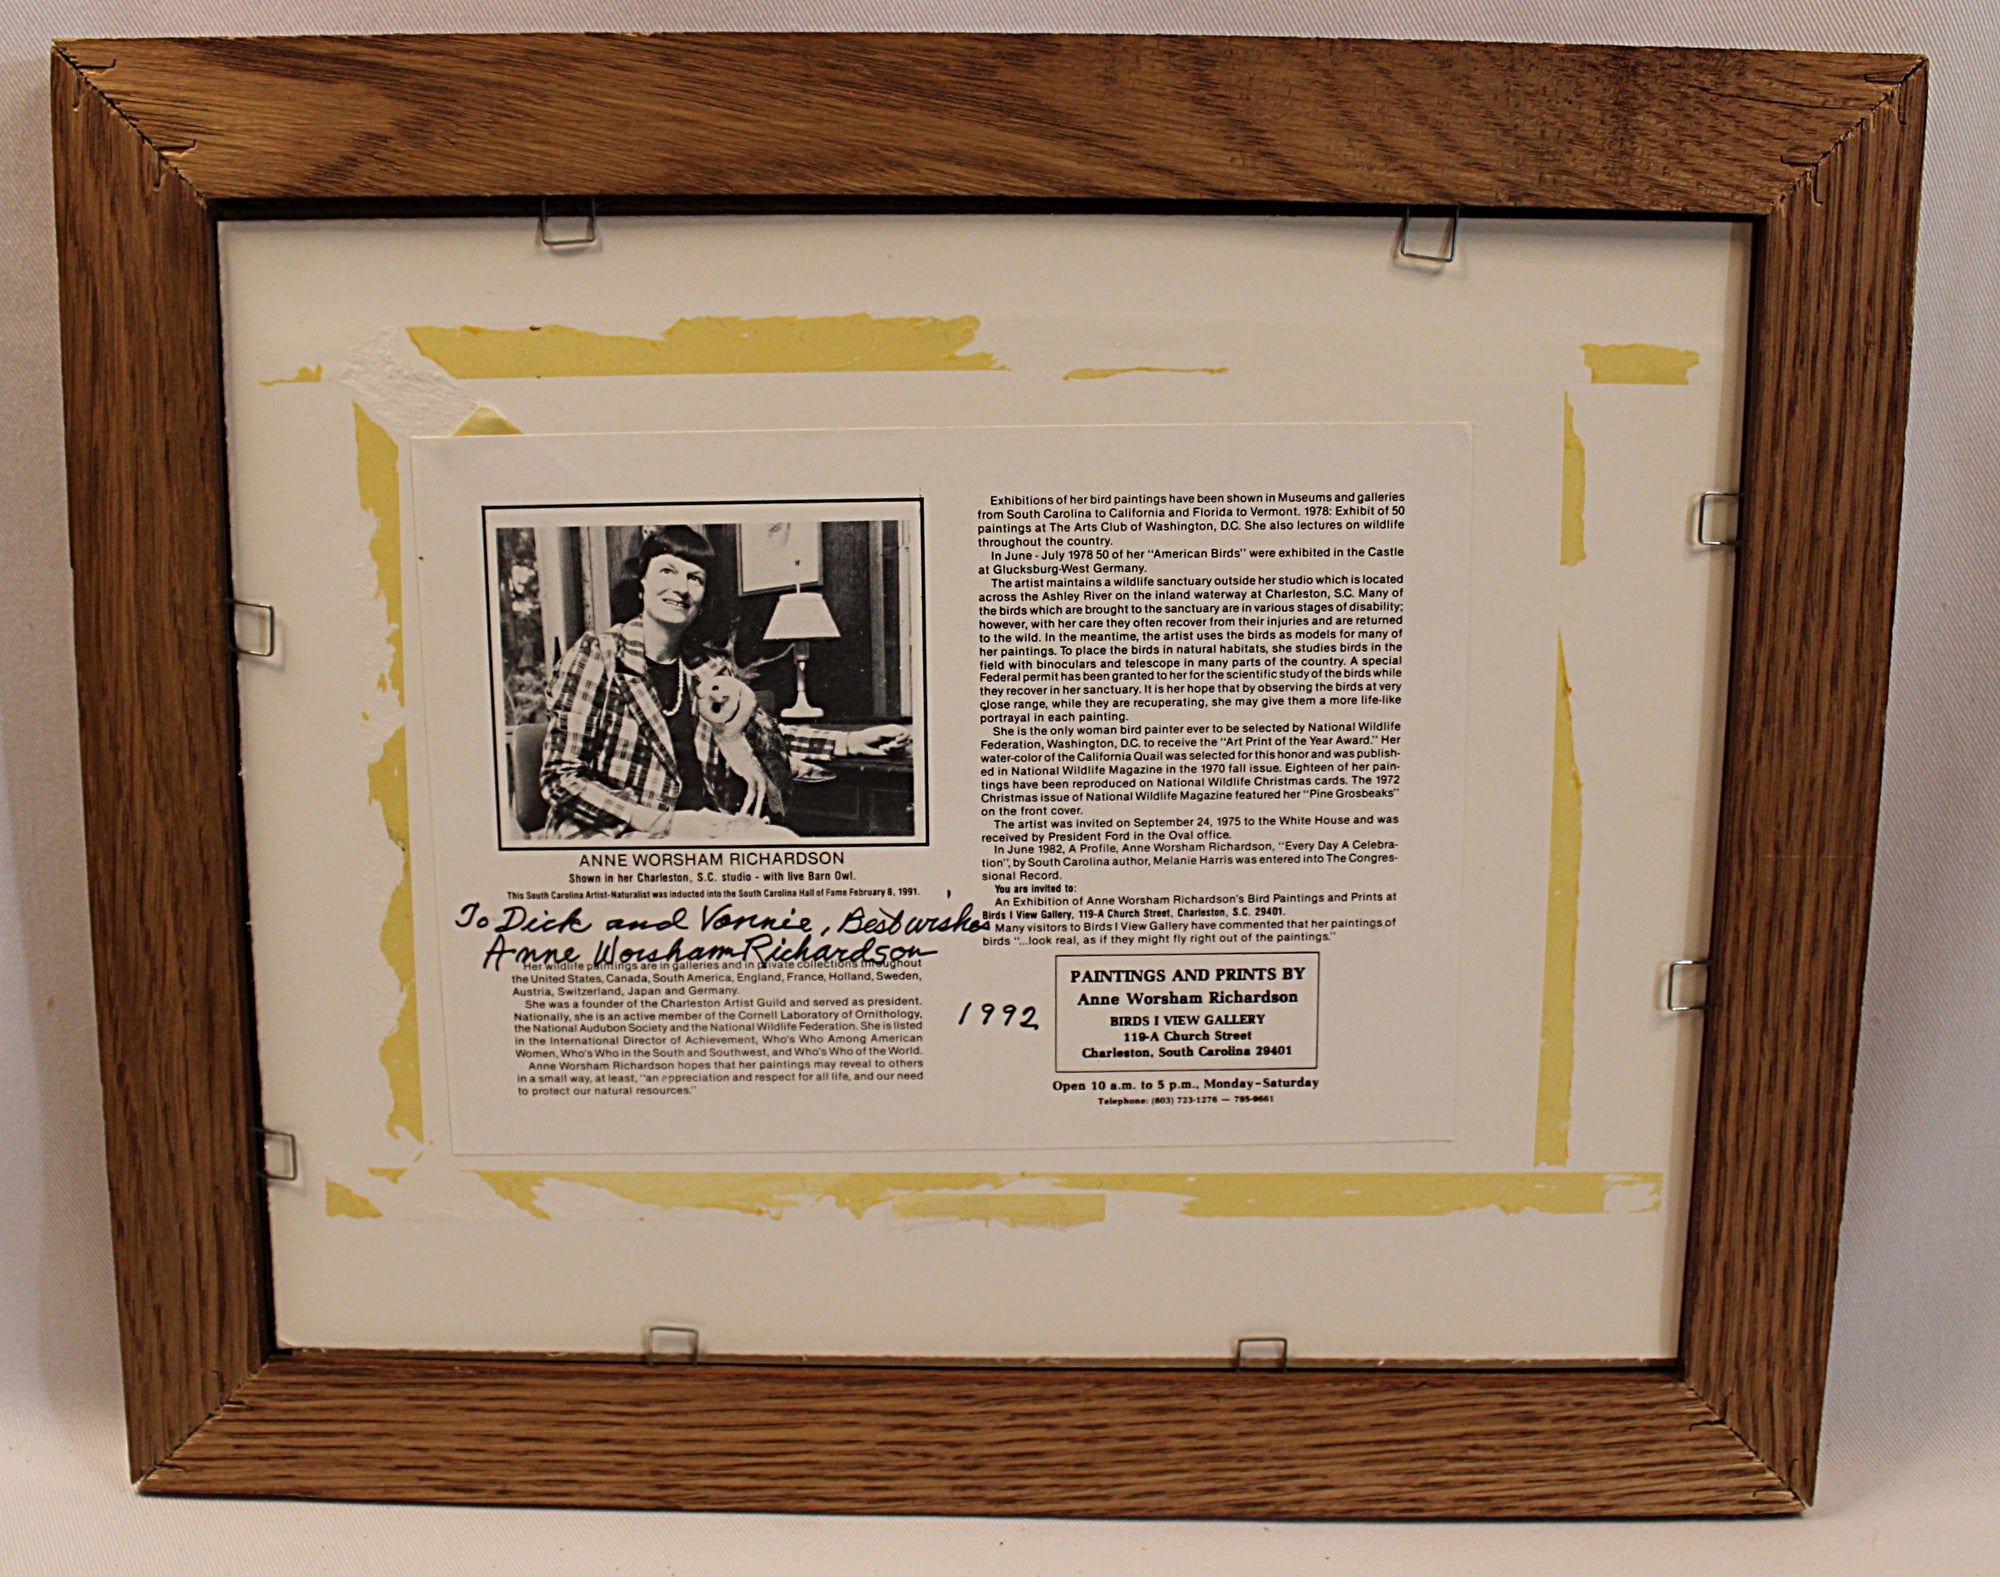 ANNE WORSHAM RICHARDSON
Shown in her Charleston, S.C. studio - with live Barn Owl.
This South Carolina Artist-Naturalist was inducted into the South Carolina Hall of Fame February 8, 1991.
To Dick and Vonnie, Best wishes
Anne Worsham Richardson
Her wildlife paintings are in galleries and in private collections throughout
the United States, Canada, South America, England, France, Holland, Sweden,
Austria, Switzerland, Japan and Germany.
She was a founder of the Charleston Artist Guild and served as president.
Nationally, she is an active member of the Cornell Laboratory of Ornithology,
the National Audubon Society and the National Wildlife Federation. She is listed
in the International Director of Achievement, Who's Who Among American
Women, Who's Who in the South and Southwest, and Who's Who of the World.
Anne Worsham Richardson hopes that her paintings may reveal to others
in a small way, at least, "an appreciation and respect for all life, and our need
to protect our natural resources."
Exhibitions of her bird paintings have been shown in Museums and galleries
from South Carolina to California and Florida to Vermont. 1978: Exhibit of 50
paintings at The Arts Club of Washington, D.C. She also lectures on wildlife
throughout the country.
In June - July 1978 50 of her "American Birds" were exhibited in the Castle
at Glucksburg-West Germany.
The artist maintains a wildlife sanctuary outside her studio which is located
across the Ashley River on the inland waterway at Charleston, S.C. Many of
the birds which are brought to the sanctuary are in various stages of disability;
however, with her care they often recover from their injuries and are returned
to the wild. In the meantime, the artist uses the birds as models for many of
her paintings. To place the birds in natural habitats, she studies birds in the
field with binoculars and telescope in many parts of the country. A special
Federal permit has been granted to her for the scientific study of the birds while
they recover in her sanctuary. It is her hope that by observing the birds at very
close range, while they are recuperating, she may give them a more life-like
portrayal in each painting.
She is the only woman bird painter ever to be selected by National Wildlife
Federation, Washington, D.C. to receive the "Art Print of the Year Award." Her
water-color of the California Quail was selected for this honor and was publish-
ed in National Wildlife Magazine in the 1970 fall issue. Eighteen of her pain-
tings have been reproduced on National Wildlife Christmas cards. The 1972
Christmas issue of National Wildlife Magazine featured her "Pine Grosbeaks"
on the front cover.
The artist was invited on September 24, 1975 to the White House and was
received by President Ford in the Oval office.
In June 1982, A Profile, Anne Worsham Richardson, "Every Day A Celebra-
tion", by South Carolina author, Melanie Harris was entered into The Congres-
sional Record.
You are invited to:
An Exhibition of Anne Worsham Richardson's Bird Paintings and Prints at
Birds I View Gallery, 119-A Church Street, Charleston, S.C. 29401.
Many visitors to Birds I View Gallery have commented that her paintings of
birds "...look real, as if they might fly right out of the paintings."
1992
PAINTINGS AND PRINTS BY
Anne Worsham Richardson
BIRDS I VIEW GALLERY
119-A Church Street
Charleston, South Carolina 29401
Open 10 a.m. to 5 p.m., Monday-Saturday
Telephone: (803) 723-1276 — 795-9661